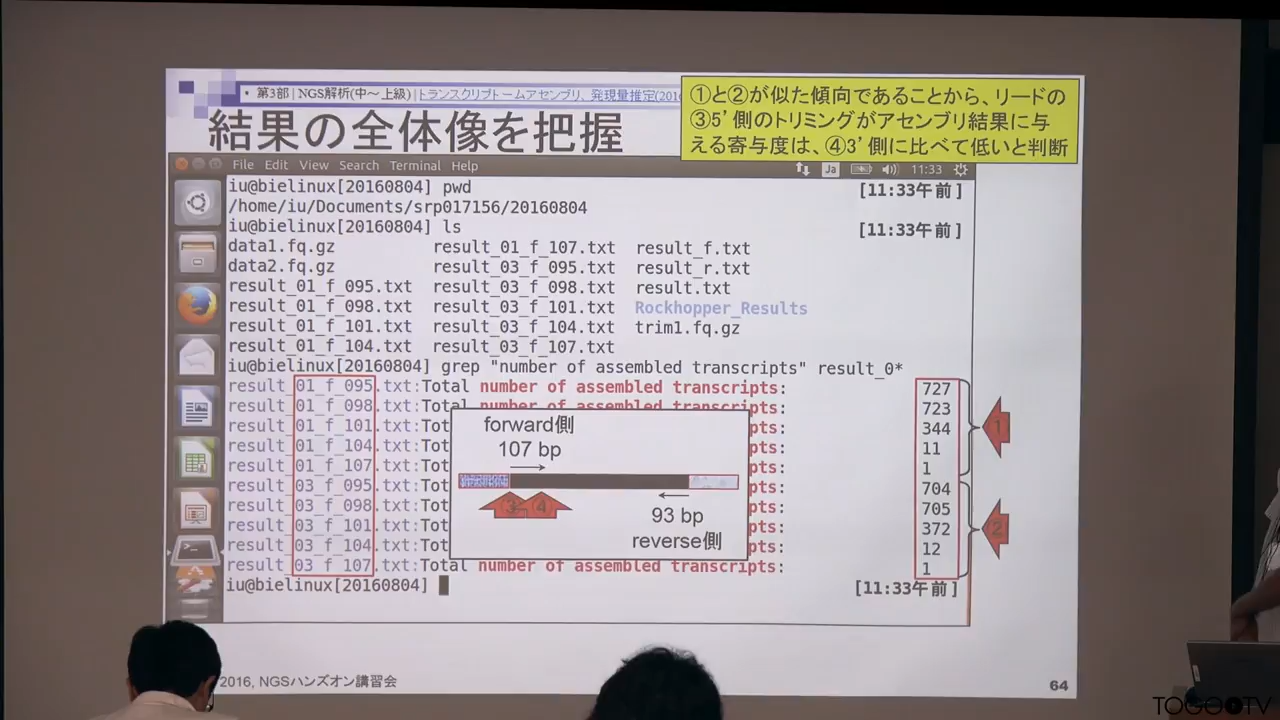 ・第3部 | NGS解析(中～上級) | トランスクリプトームアセンブリ、発現量推定(2016
結果の全体像を把握
①と②が似た傾向であることから、リードの
③5’側のトリミングがアセンブリ結果に与
える寄与度は、④3’側に比べて低いと判断
File Edit View Search Terminal Help
Ja 11:33
iu@bielinux[20160804] pwd [11:33午前]
/home/iu/Documents/srp017156/20160804
iu@bielinux[20160804] ls [11:33午前]
data1.fq.gz result_01_f_107.txt result_f.txt
data2.fq.gz result_03_f_095.txt result_r.txt
result_01_f_095.txt result_03_f_098.txt result.txt
result_01_f_098.txt result_03_f_101.txt Rockhopper_Results
result_01_f_101.txt result_03_f_104.txt trim1.fq.gz
result_01_f_104.txt result_03_f_107.txt
iu@bielinux[20160804] grep "number of assembled transcripts" result_0*
result_01_f_095.txt:Total number of assembled transcripts: 727
result_01_f_098.txt:Total number of assembled transcripts: 723
result_01_f_101.txt:Tot pts: 344
result_01_f_104.txt:Tot pts: 11
result_01_f_107.txt:Tot pts: 1
result_03_f_095.txt:Tot pts: 704
result_03_f_098.txt:Tot pts: 705
result_03_f_101.txt:Tot pts: 372
result_03_f_104.txt:Tot pts: 12
result_03_f_107.txt:Total number of assembled transcripts: 1
iu@bielinux[20160804] [11:33午前]
①
②
forward側
107 bp
③ ④
93 bp
reverse側
2016, NGSハンズオン講習会
64
TOGO TV